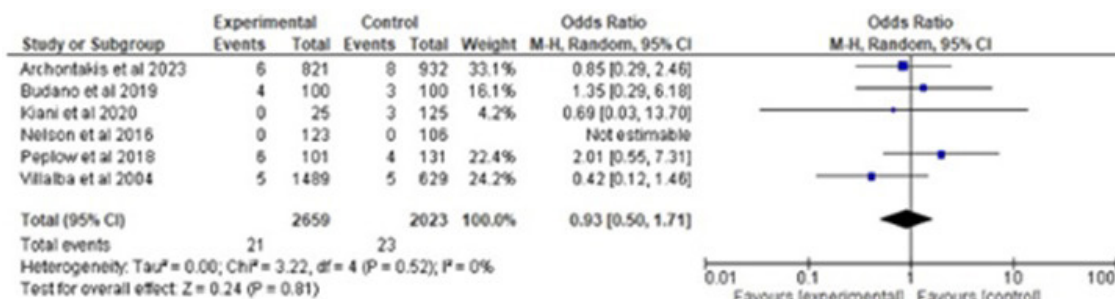 Experimental Control Odds Ratio Odds Ratio
Study or Subgroup Events Total Events Total Weight M-H, Random, 95% CI M-H, Random, 95% CI
Archontakis et al 2023 6 821 8 932 33.1% 0.85 [0.29, 2.46]
Budano et al 2019 4 100 3 100 16.1% 1.35 [0.29, 6.18]
Kiani et al 2020 0 25 3 125 4.2% 0.69 [0.03, 13.70]
Nelson et al 2016 0 123 0 106 Not estimable
Peplow et al 2018 6 101 4 131 22.4% 2.01 [0.55, 7.31]
Villalba et al 2004 5 1489 5 629 24.2% 0.42 [0.12, 1.46]
Total (95% CI) 2659 2023 100.0% 0.93 [0.50, 1.71]
Total events 21 23
Heterogeneity: Tau² = 0.00; Chi² = 3.22, df = 4 (P = 0.52); I² = 0%
Test for overall effect: Z = 0.24 (P = 0.81)
0.01 0.1 1 10 100
Favours [experimental] Favours [control]